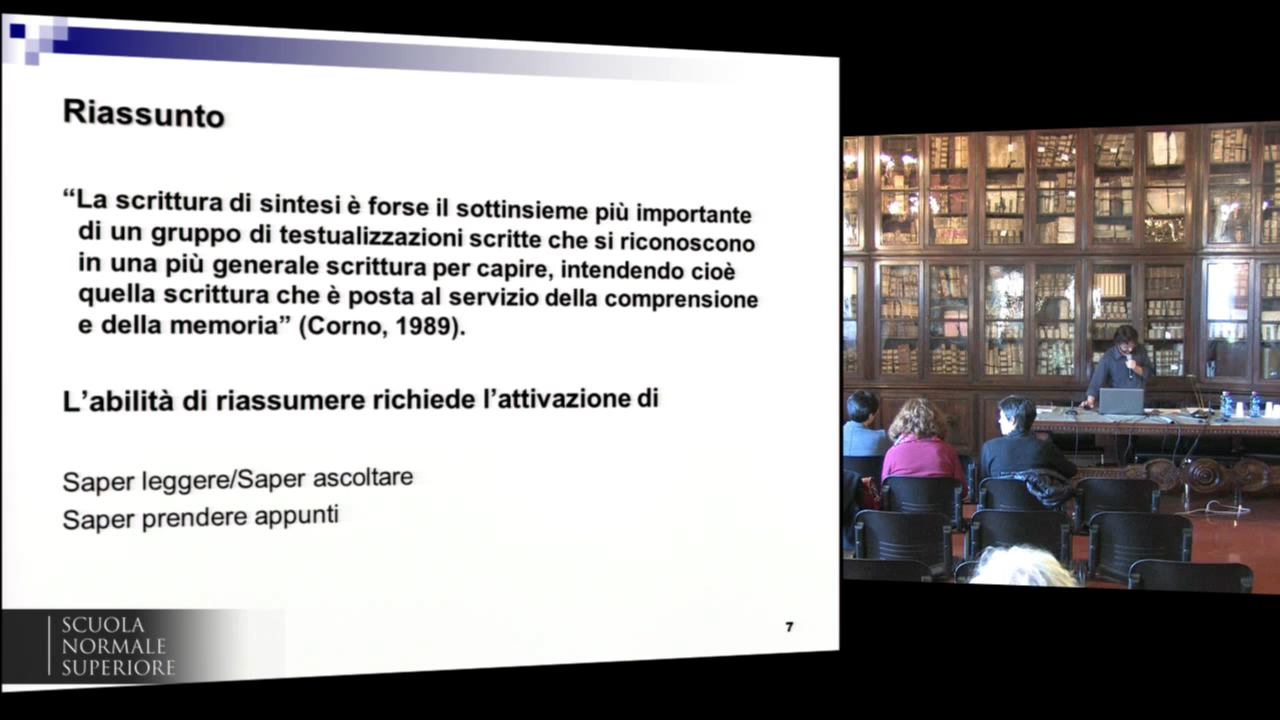 Riassunto
“La scrittura di sintesi è forse il sottinsieme più importante
di un gruppo di testualizzazioni scritte che si riconoscono
in una più generale scrittura per capire, intendendo cioè
quella scrittura che è posta al servizio della comprensione
e della memoria” (Corno, 1989).
L’abilità di riassumere richiede l’attivazione di
Saper leggere/Saper ascoltare
Saper prendere appunti
7
SCUOLA
NORMALE
SUPERIORE